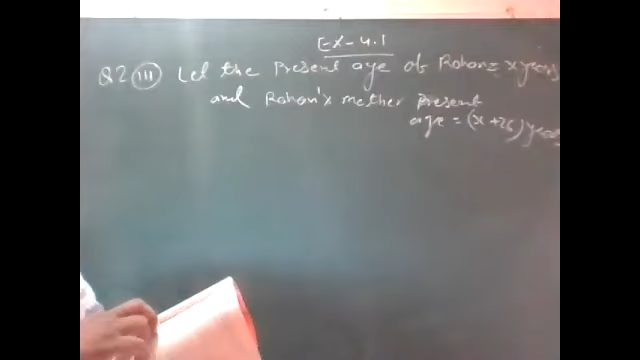 Ex-4.1
Q2 (iii) Let the Present age of Rohan = x years
and Rohan's mother Present
age = (x + 26) years